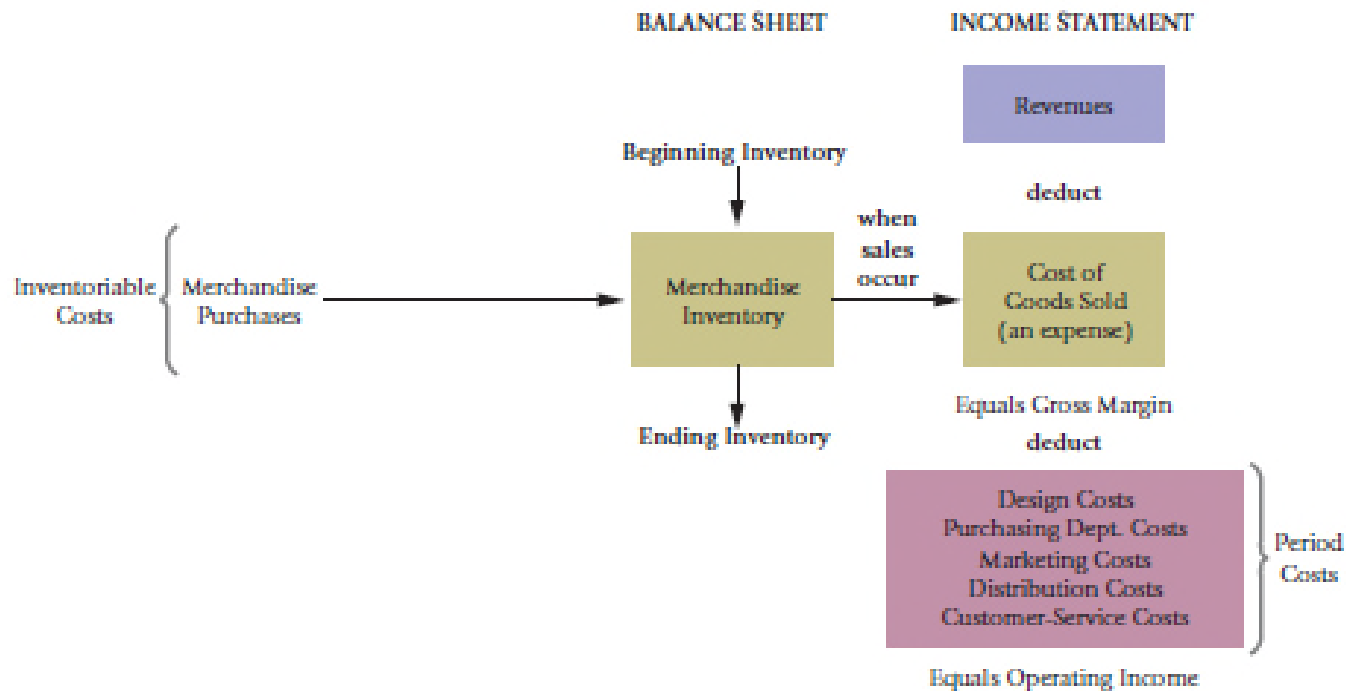 BALANCE SHEET
INCOME STATEMENT
Revenues
Beginning Inventory
deduct
when
sales
occur
Inventoriable
Costs
Merchandise
Purchases
Merchandise
Inventory
Cost of
Goods Sold
(an expense)
Equals Gross Margin
Ending Inventory
deduct
Design Costs
Purchasing Dept. Costs
Marketing Costs
Distribution Costs
Customer-Service Costs
Period
Costs
Equals Operating Income